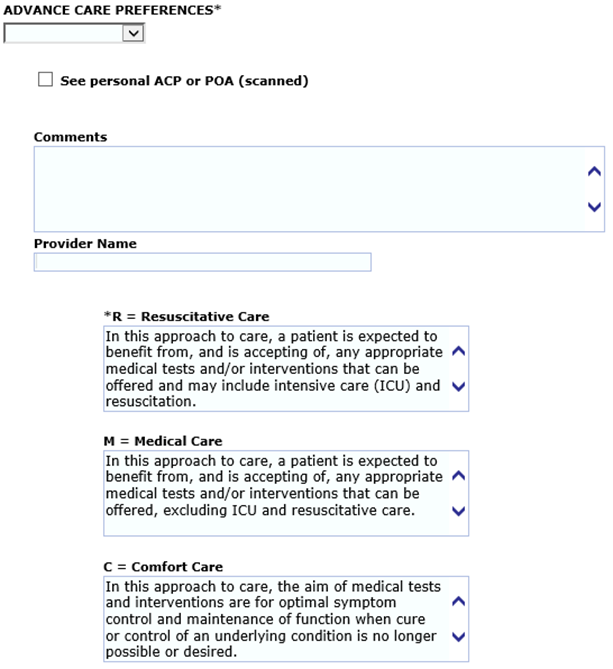 ADVANCE CARE PREFERENCES*
See personal ACP or POA (scanned)
Comments
Provider Name
*R = Resuscitative Care
In this approach to care, a patient is expected to
benefit from, and is accepting of, any appropriate
medical tests and/or interventions that can be
offered and may include intensive care (ICU) and
resuscitation.
M = Medical Care
In this approach to care, a patient is expected to
benefit from, and is accepting of, any appropriate
medical tests and/or interventions that can be
offered, excluding ICU and resuscitative care.
C = Comfort Care
In this approach to care, the aim of medical tests
and interventions are for optimal symptom
control and maintenance of function when cure
or control of an underlying condition is no longer
possible or desired.